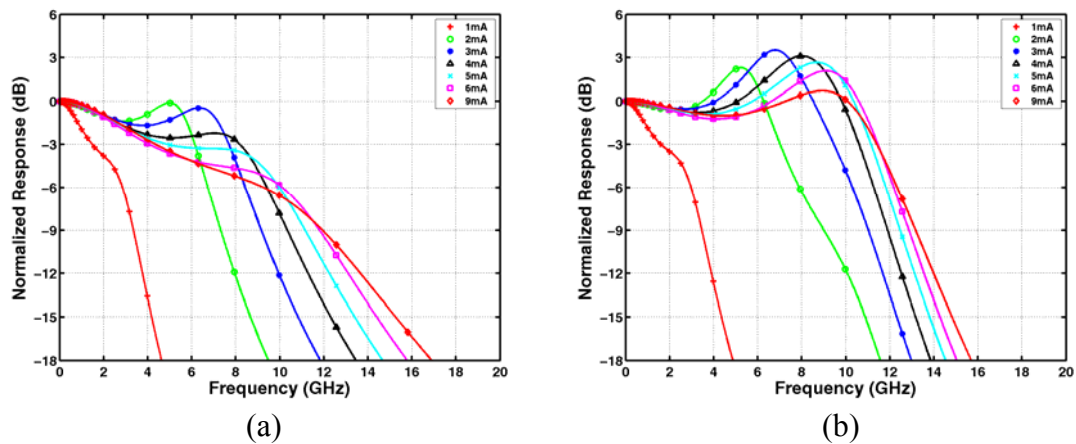 6
3
0
−3
−6
−9
−12
−15
−18
Normalized Response (dB)
0 2 4 6 8 10 12 14 16 18 20
Frequency (GHz)
1mA
2mA
3mA
4mA
5mA
6mA
9mA
(a)
6
3
0
−3
−6
−9
−12
−15
−18
Normalized Response (dB)
0 2 4 6 8 10 12 14 16 18 20
Frequency (GHz)
1mA
2mA
3mA
4mA
5mA
6mA
9mA
(b)